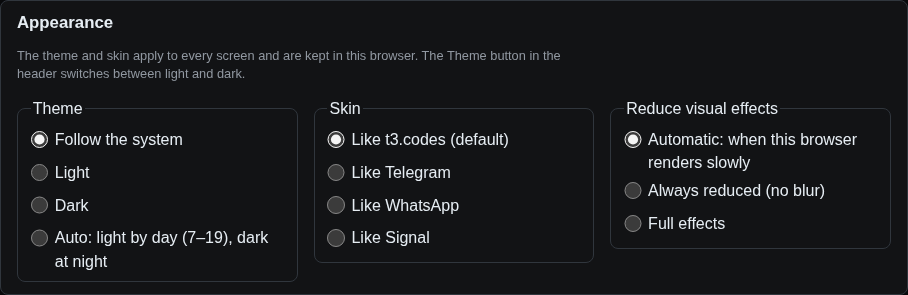 Appearance
The theme and skin apply to every screen and are kept in this browser. The Theme button in the
header switches between light and dark.
Theme
Follow the system
Light
Dark
Auto: light by day (7–19), dark
at night
Skin
Like t3.codes (default)
Like Telegram
Like WhatsApp
Like Signal
Reduce visual effects
Automatic: when this browser
renders slowly
Always reduced (no blur)
Full effects